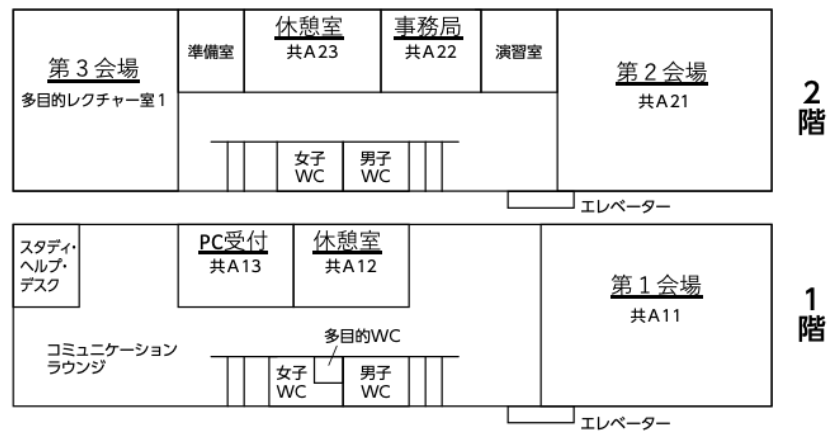 第３会場
多目的レクチャー室1
準備室
休憩室
共A23
事務局
共A22
演習室
第２会場
共A21
2
階
女子
WC
男子
WC
エレベーター
スタディ・
ヘルプ・
デスク
PC受付
共A13
休憩室
共A12
第１会場
共A11
1
階
コミュニケーション
ラウンジ
多目的WC
女子
WC
男子
WC
エレベーター